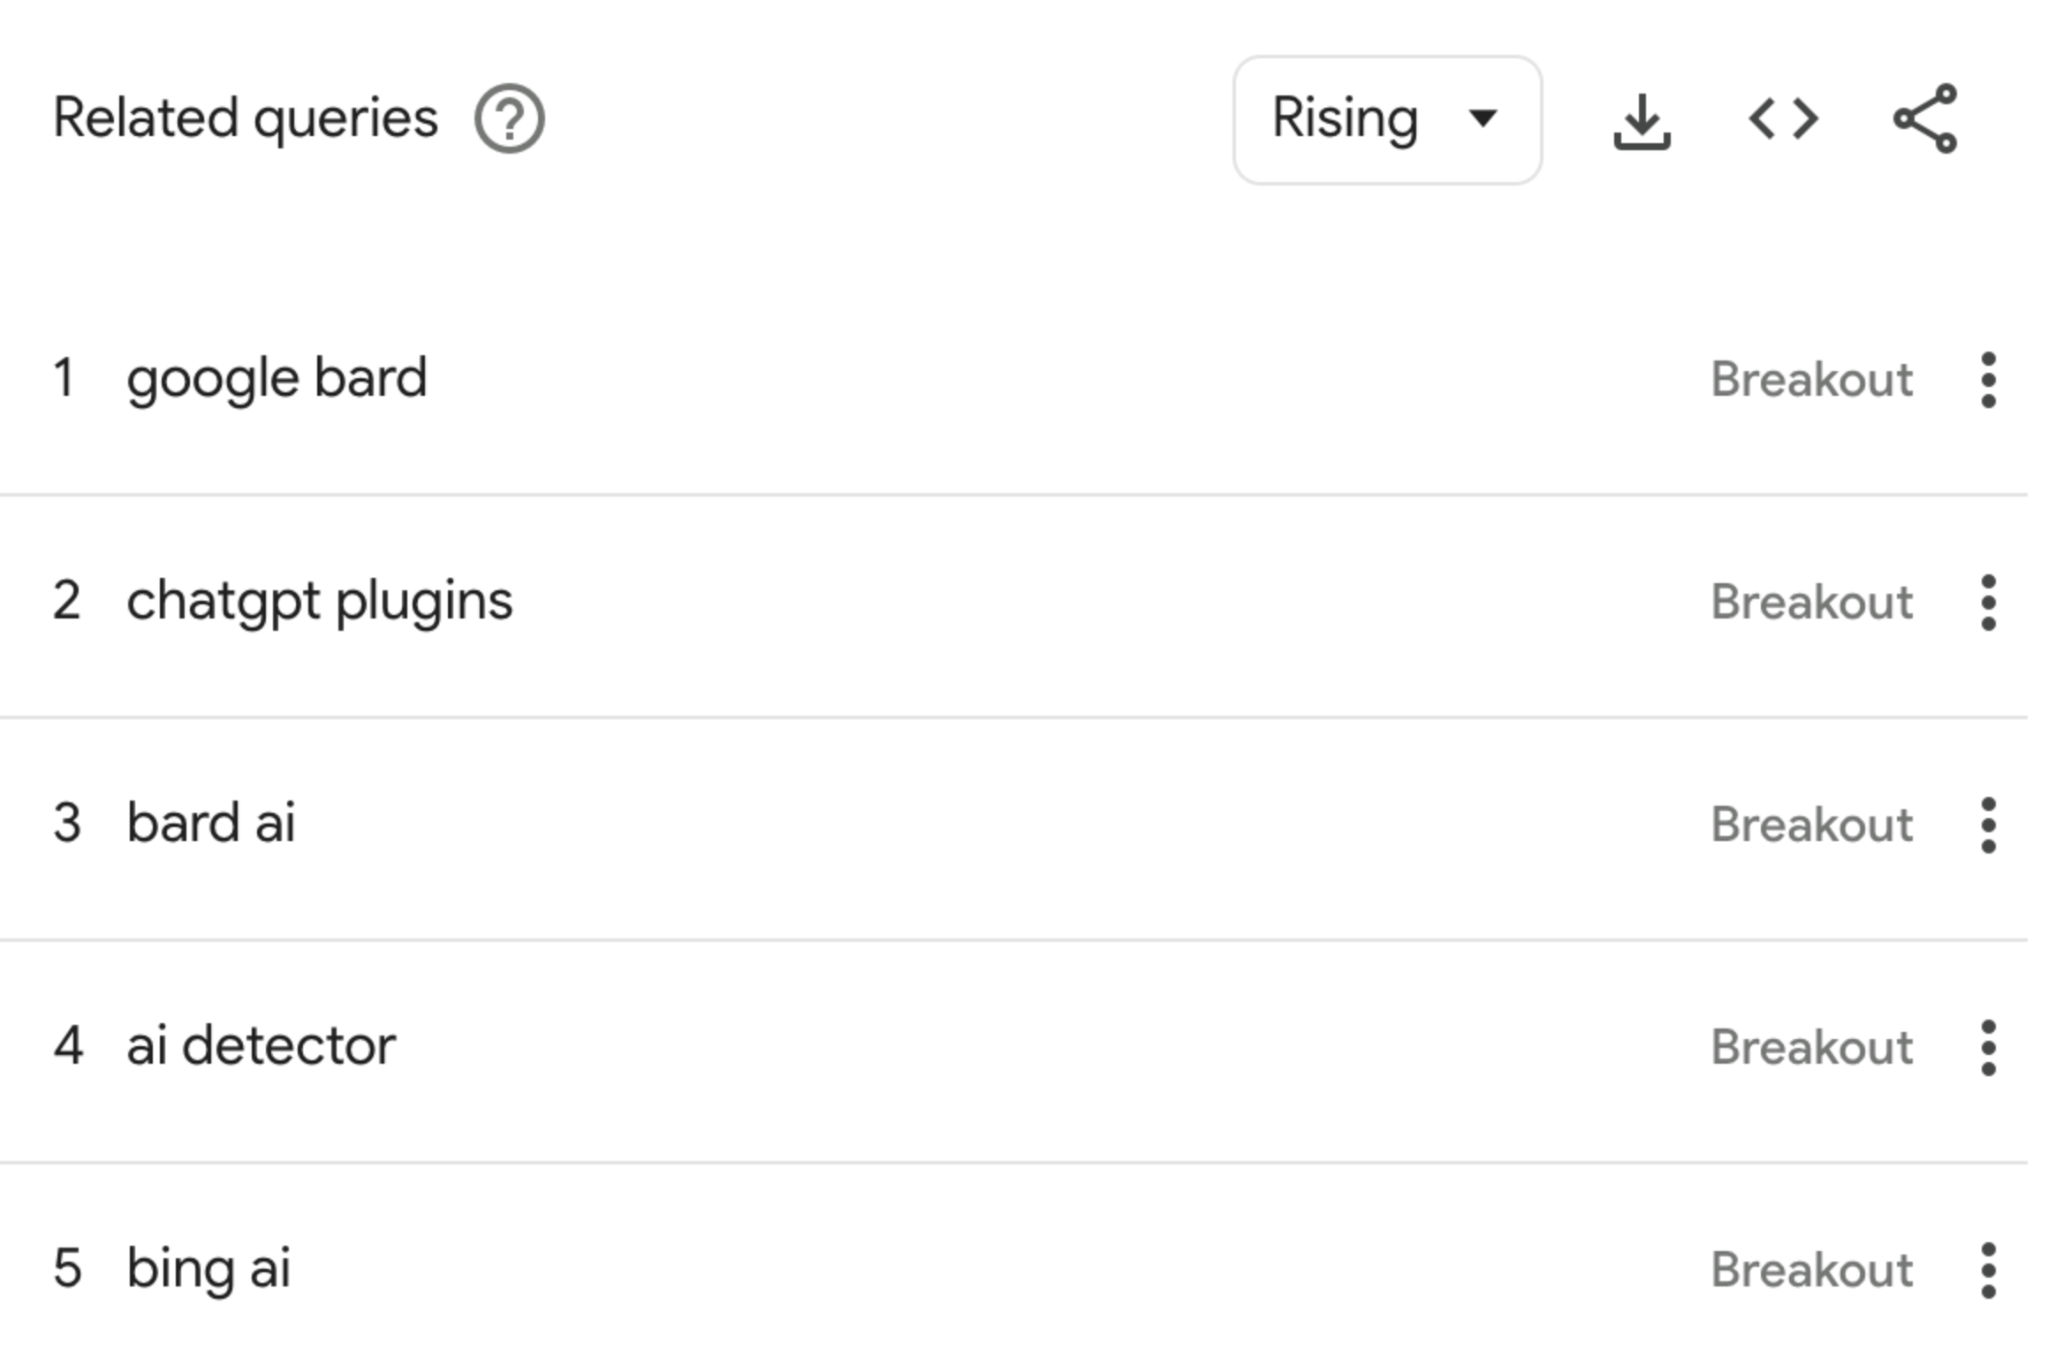 Related queries ? Rising
1 google bard Breakout
2 chatgpt plugins Breakout
3 bard ai Breakout
4 ai detector Breakout
5 bing ai Breakout